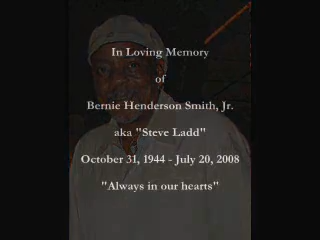 In Loving Memory
of
Bernie Henderson Smith, Jr.
aka "Steve Ladd"
October 31, 1944 - July 20, 2008
"Always in our hearts"